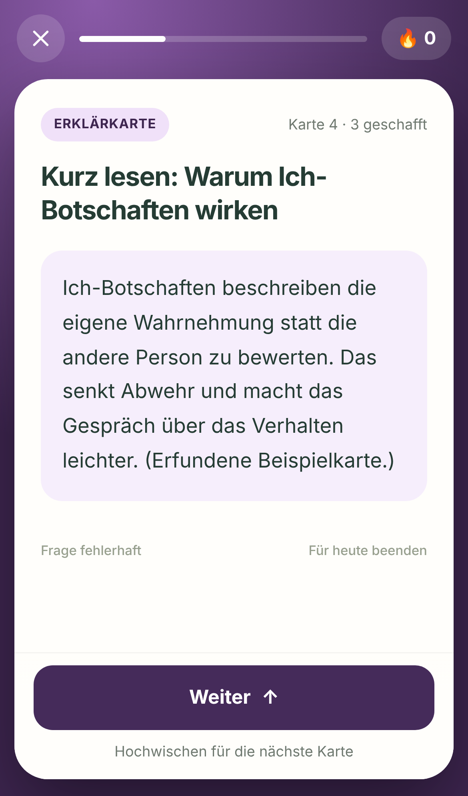 🔥 0
ERKLÄRKARTE
Karte 4 · 3 geschafft
Kurz lesen: Warum Ich-
Botschaften wirken
Ich-Botschaften beschreiben die
eigene Wahrnehmung statt die
andere Person zu bewerten. Das
senkt Abwehr und macht das
Gespräch über das Verhalten
leichter. (Erfundene Beispielkarte.)
Frage fehlerhaft
Für heute beenden
Weiter ↑
Hochwischen für die nächste Karte